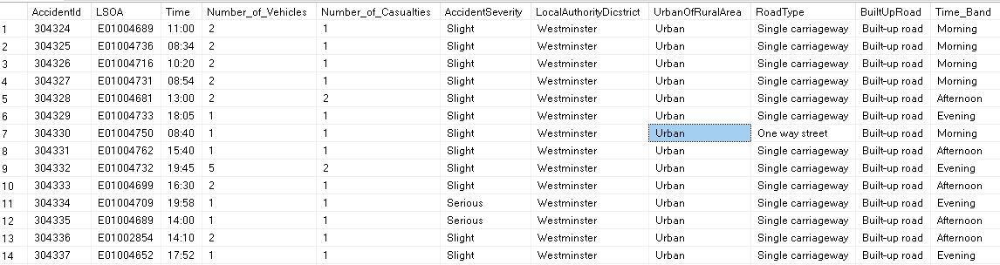 AccidentId LSOA Time Number_of_Vehicles Number_of_Casualties AccidentSeverity LocalAuthorityDicstrict UrbanOfRuralArea RoadType BuiltUpRoad Time_Band
1 304324 E01004689 11:00 2 1 Slight Westminster Urban Single carriageway Built-up road Morning
2 304325 E01004736 08:34 2 1 Slight Westminster Urban Single carriageway Built-up road Morning
3 304326 E01004716 10:20 2 1 Slight Westminster Urban Single carriageway Built-up road Morning
4 304327 E01004731 08:54 2 1 Slight Westminster Urban Single carriageway Built-up road Morning
5 304328 E01004681 13:00 2 2 Slight Westminster Urban Single carriageway Built-up road Afternoon
6 304329 E01004733 18:05 1 1 Slight Westminster Urban Single carriageway Built-up road Evening
7 304330 E01004750 08:40 1 1 Slight Westminster Urban One way street Built-up road Morning
8 304331 E01004762 15:40 1 1 Slight Westminster Urban Single carriageway Built-up road Afternoon
9 304332 E01004732 19:45 5 2 Slight Westminster Urban Single carriageway Built-up road Evening
10 304333 E01004699 16:30 2 1 Slight Westminster Urban Single carriageway Built-up road Afternoon
11 304334 E01004709 19:58 1 1 Serious Westminster Urban Single carriageway Built-up road Evening
12 304335 E01004689 14:00 1 1 Serious Westminster Urban Single carriageway Built-up road Afternoon
13 304336 E01002854 14:10 2 1 Slight Westminster Urban Single carriageway Built-up road Afternoon
14 304337 E01004652 17:52 1 1 Slight Westminster Urban Single carriageway Built-up road Evening